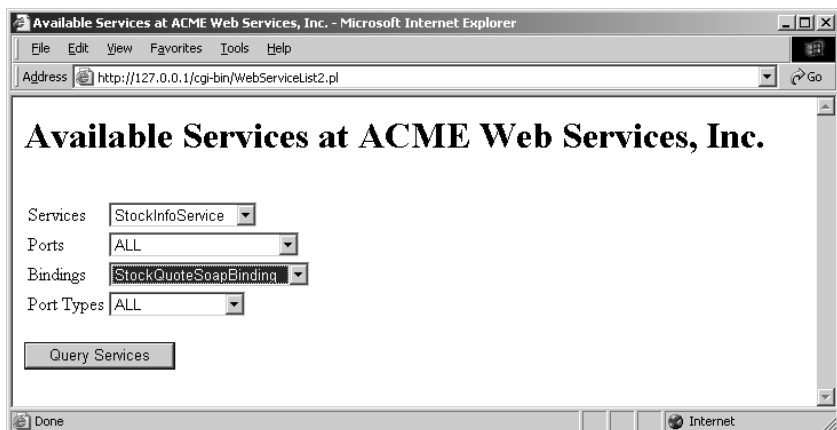 Available Services at ACME Web Services, Inc. - Microsoft Internet Explorer
File Edit View Favorites Tools Help
Address http://127.0.0.1/cgi-bin/WebServiceList2.pl Go
Available Services at ACME Web Services, Inc.
Services StockInfoService
Ports ALL
Bindings StockQuoteSoapBinding
Port Types ALL
Query Services
Done Internet